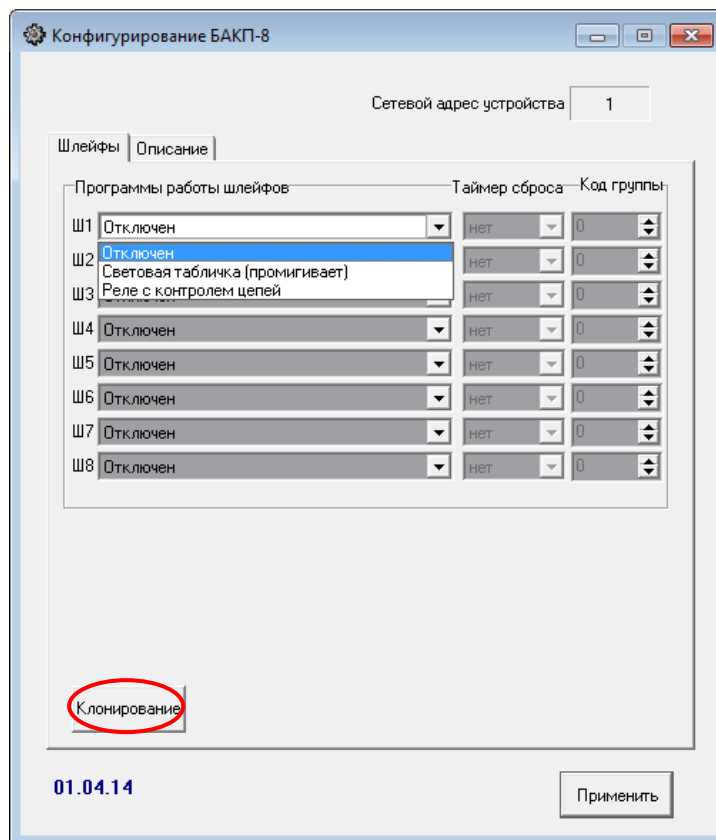 Конфигурирование БАКП-8
Сетевой адрес устройства 1
Шлейфы Описание
Программы работы шлейфов Таймер сброса Код группы
Ш1 Отключен нет 0
Ш2 Отключен нет 0
Световая табличка (промигивает)
Ш3 Реле с контролем цепей нет 0
Ш4 Отключен нет 0
Ш5 Отключен нет 0
Ш6 Отключен нет 0
Ш7 Отключен нет 0
Ш8 Отключен нет 0
Клонирование
01.04.14
Применить